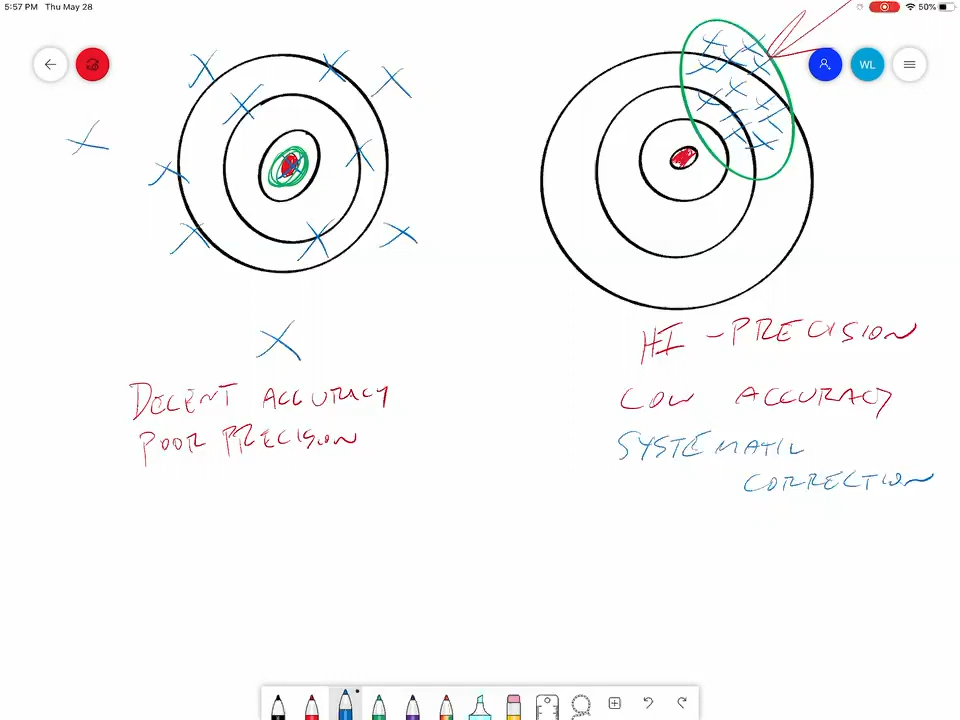 5:57 PM Thu May 28
50%
WL
DECENT ACCURACY
POOR PRECISION
HI - PRECISION
LOW ACCURACY
SYSTEMATIC
CORRECTION